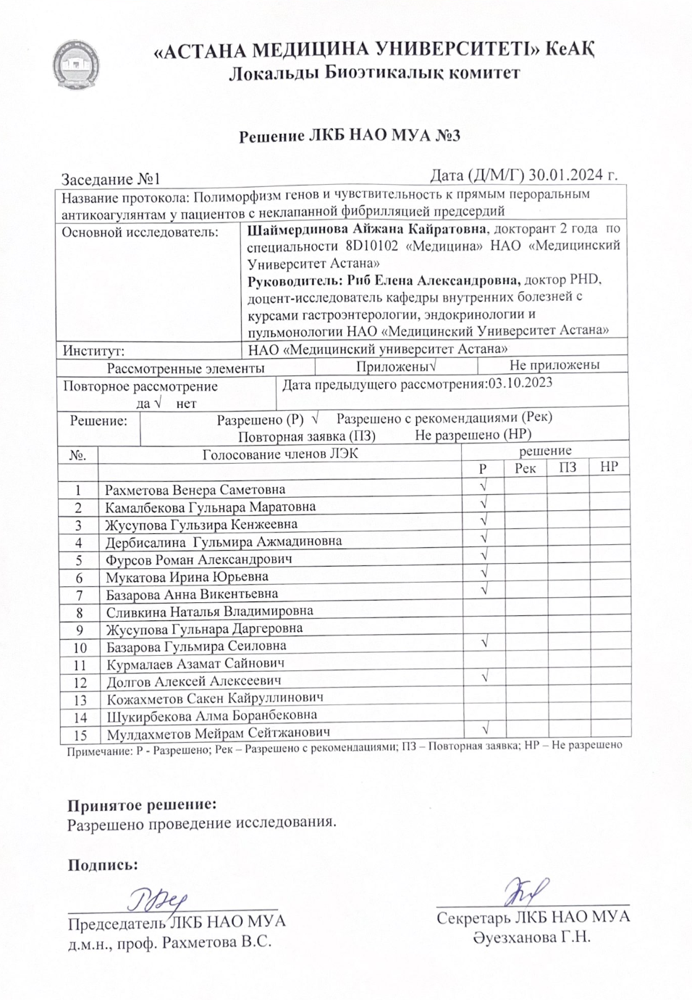 «АСТАНА МЕДИЦИНА УНИВЕРСИТЕТІ» КеАҚ
Локальды Биоэтикалық комитет
Решение ЛКБ НАО МУА №3
Заседание №1 Дата (Д/М/Г) 30.01.2024 г.
Название протокола: Полиморфизм генов и чувствительность к прямым пероральным
антикоагулянтам у пациентов с неклапанной фибрилляцией предсердий
Основной исследователь: Шаймердинова Айжана Кайратовна, докторант 2 года по
специальности 8D10102 «Медицина» НАО «Медицинский
Университет Астана»
Руководитель: Риб Елена Александровна, доктор PHD,
доцент-исследователь кафедры внутренних болезней с
курсами гастроэнтерологии, эндокринологии и
пульмонологии НАО «Медицинский Университет Астана»
Институт: НАО «Медицинский университет Астана»
Рассмотренные элементы Приложены√ Не приложены
Повторное рассмотрение Дата предыдущего рассмотрения:03.10.2023
да √ нет
Решение: Разрешено (Р) √ Разрешено с рекомендациями (Рек)
Повторная заявка (ПЗ) Не разрешено (НР)
№. Голосование членов ЛЭК решение
Р Рек ПЗ НР
1 Рахметова Венера Саметовна √
2 Камалбекова Гульнара Маратовна √
3 Жусупова Гульзира Кенжеевна √
4 Дербисалина Гульмира Ажмадиновна √
5 Фурсов Роман Александрович √
6 Мукатова Ирина Юрьевна √
7 Базарова Анна Викентьевна √
8 Сливкина Наталья Владимировна
9 Жусупова Гульнара Даргеровна
10 Базарова Гульмира Сеиловна √
11 Курмалаев Азамат Сайнович
12 Долгов Алексей Алексеевич √
13 Кожахметов Сакен Кайруллинович
14 Шукирбекова Алма Боранбековна
15 Мулдахметов Мейрам Сейтжанович √
Примечание: Р - Разрешено; Рек – Разрешено с рекомендациями; ПЗ – Повторная заявка; НР – Не разрешено
Принятое решение:
Разрешено проведение исследования.
Подпись:
Председатель ЛКБ НАО МУА
д.м.н., проф. Рахметова В.С.
Секретарь ЛКБ НАО МУА
Әуезханова Г.Н.